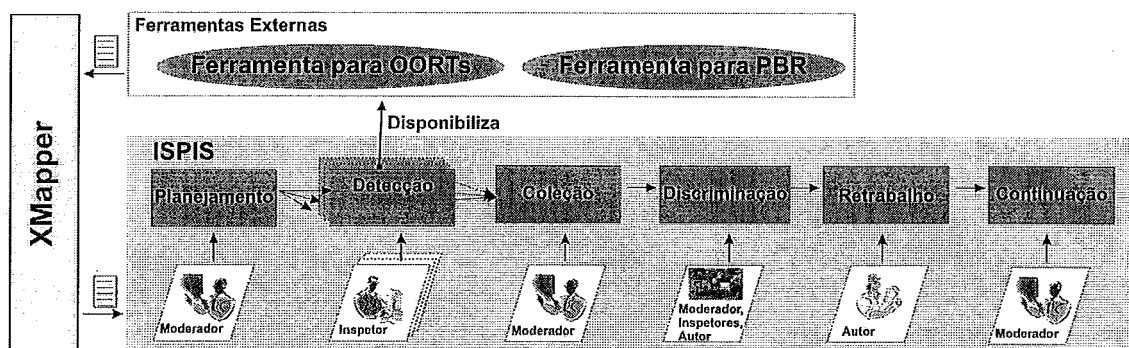 XMapper
Ferramentas Externas
Ferramenta para OORTs
Ferramenta para PBR
Disponibiliza
ISPIS
Planejamento
Detecção
Coleção
Discriminação
Retrabalho
Continuação
Moderador
Inspetor
Moderador
Moderador,
Inspetores,
Autor
Autor
Moderador